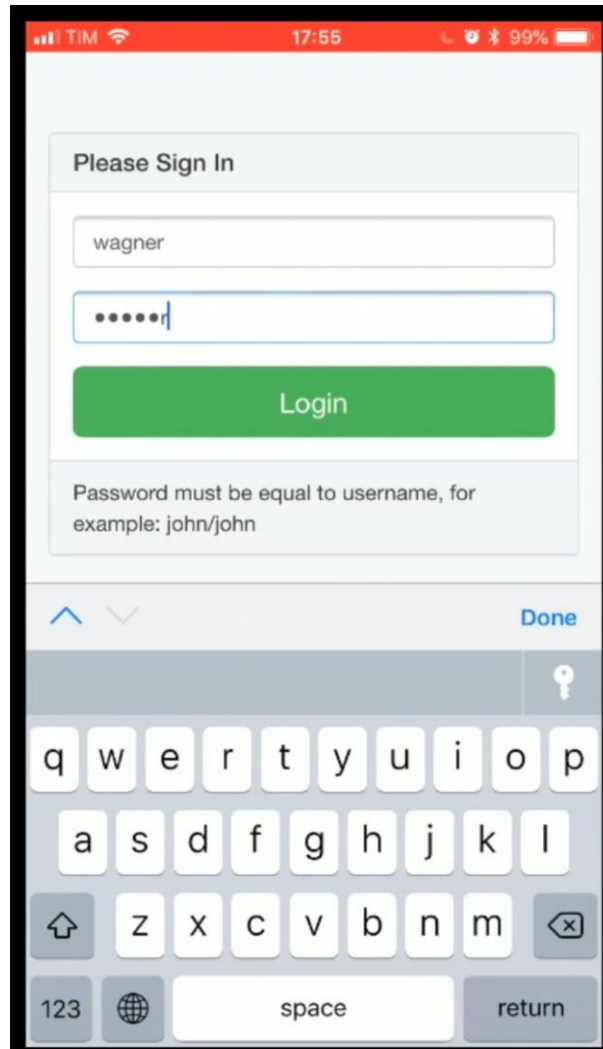 TIM 17:55 99%
Please Sign In
wagner
•••••r
Login
Password must be equal to username, for
example: john/john
Done
q w e r t y u i o p
a s d f g h j k l
z x c v b n m
123 space return